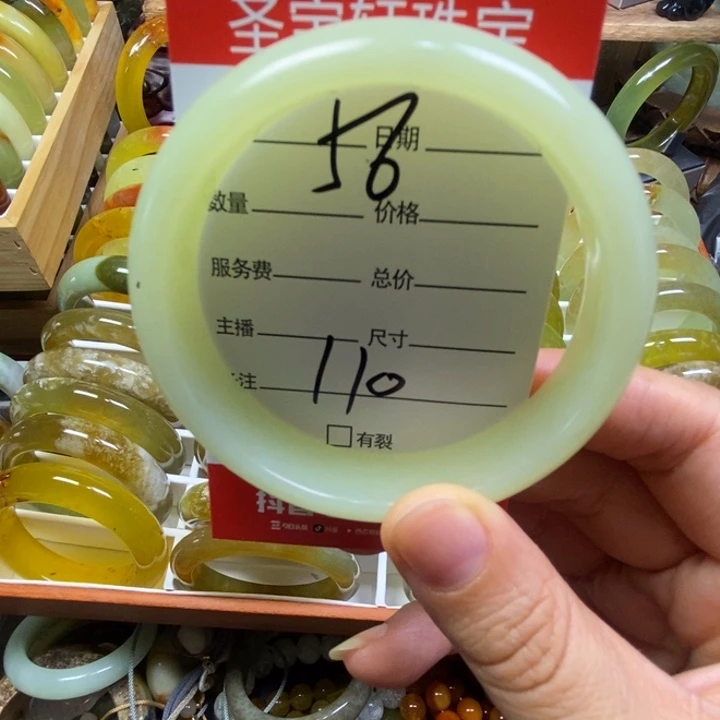 圣宝轩珠宝
56
日期
数量 价格
服务费 总价
主播 尺寸
注 110
有裂